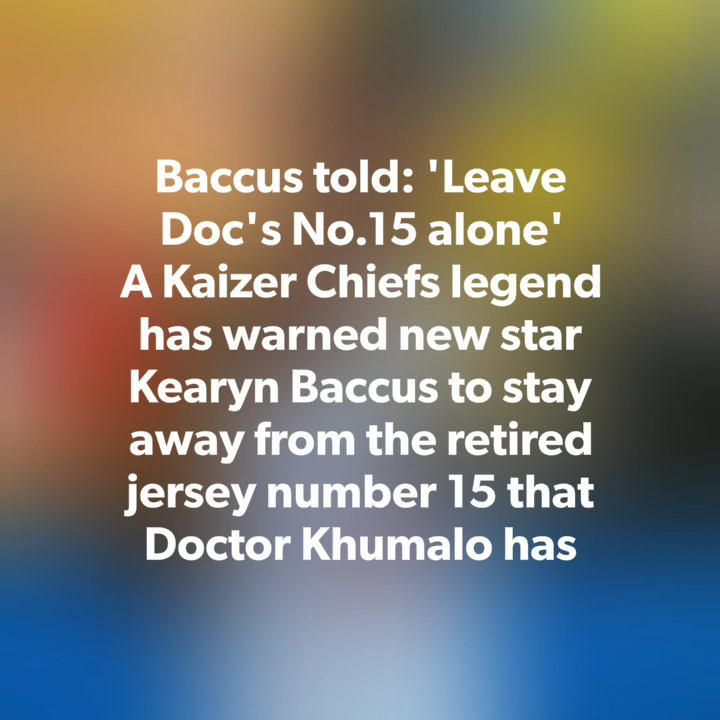 Baccus told: 'Leave
Doc's No.15 alone'
A Kaizer Chiefs legend
has warned new star
Kearyn Baccus to stay
away from the retired
jersey number 15 that
Doctor Khumalo has